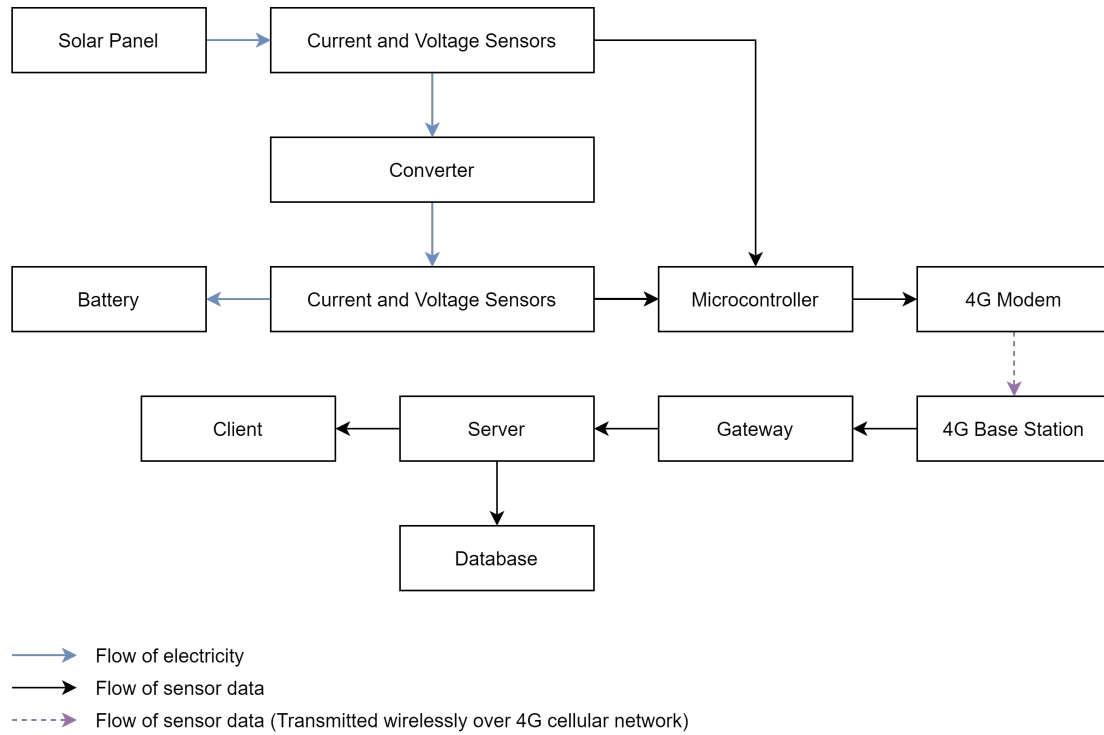 Solar Panel
Current and Voltage Sensors
Converter
Battery
Current and Voltage Sensors
Microcontroller
4G Modem
Client
Server
Gateway
4G Base Station
Database
Flow of electricity
Flow of sensor data
Flow of sensor data (Transmitted wirelessly over 4G cellular network)